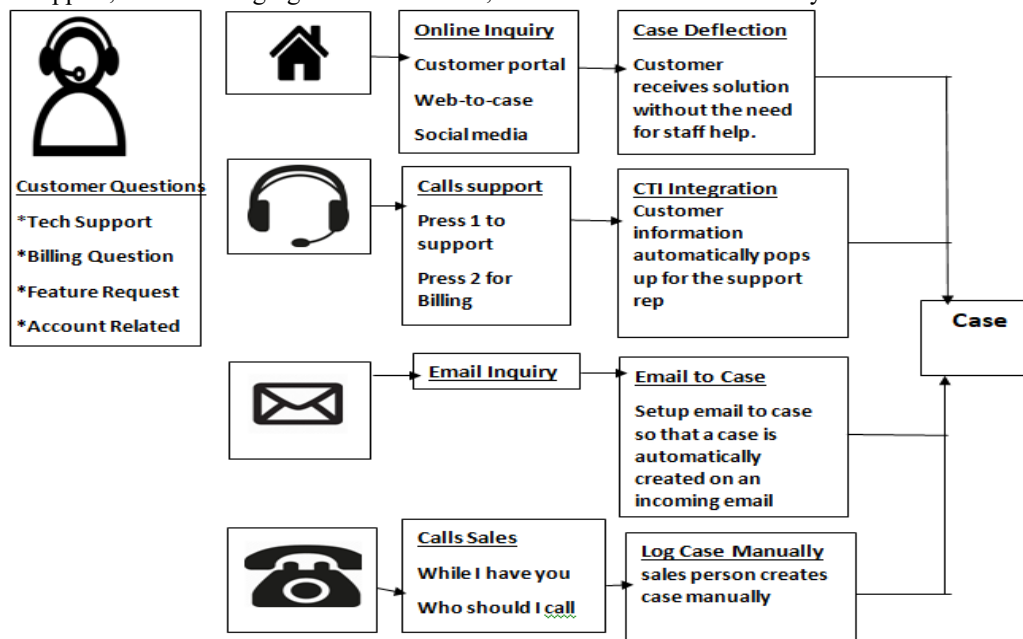 Customer Questions
*Tech Support
*Billing Question
*Feature Request
*Account Related
Online Inquiry
Customer portal
Web-to-case
Social media
Case Deflection
Customer
receives solution
without the need
for staff help.
Calls support
Press 1 to
support
Press 2 for
Billing
CTI Integration
Customer
information
automatically pops
up for the support
rep
Email Inquiry
Email to Case
Setup email to case
so that a case is
automatically
created on an
incoming email
Calls Sales
While I have you
Who should I call
Log Case Manually
sales person creates
case manually
Case